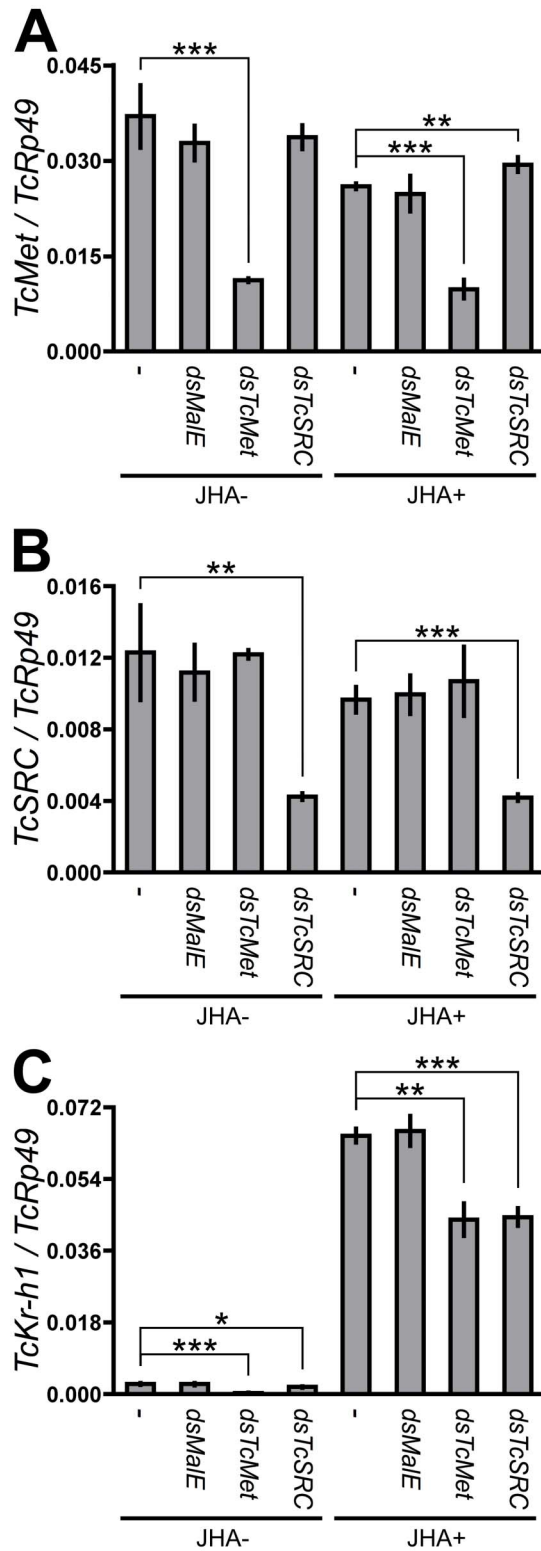 A
TcMet / TcRp49
0.045
0.030
0.015
0.000
***
**
***
- dsMalE dsTcMet dsTcSRC - dsMalE dsTcMet dsTcSRC
JHA- JHA+
B
TcSRC / TcRp49
0.016
0.012
0.008
0.004
0.000
**
***
- dsMalE dsTcMet dsTcSRC - dsMalE dsTcMet dsTcSRC
JHA- JHA+
C
TcKr-h1 / TcRp49
0.072
0.054
0.036
0.018
0.000
***
**
*
***
- dsMalE dsTcMet dsTcSRC - dsMalE dsTcMet dsTcSRC
JHA- JHA+